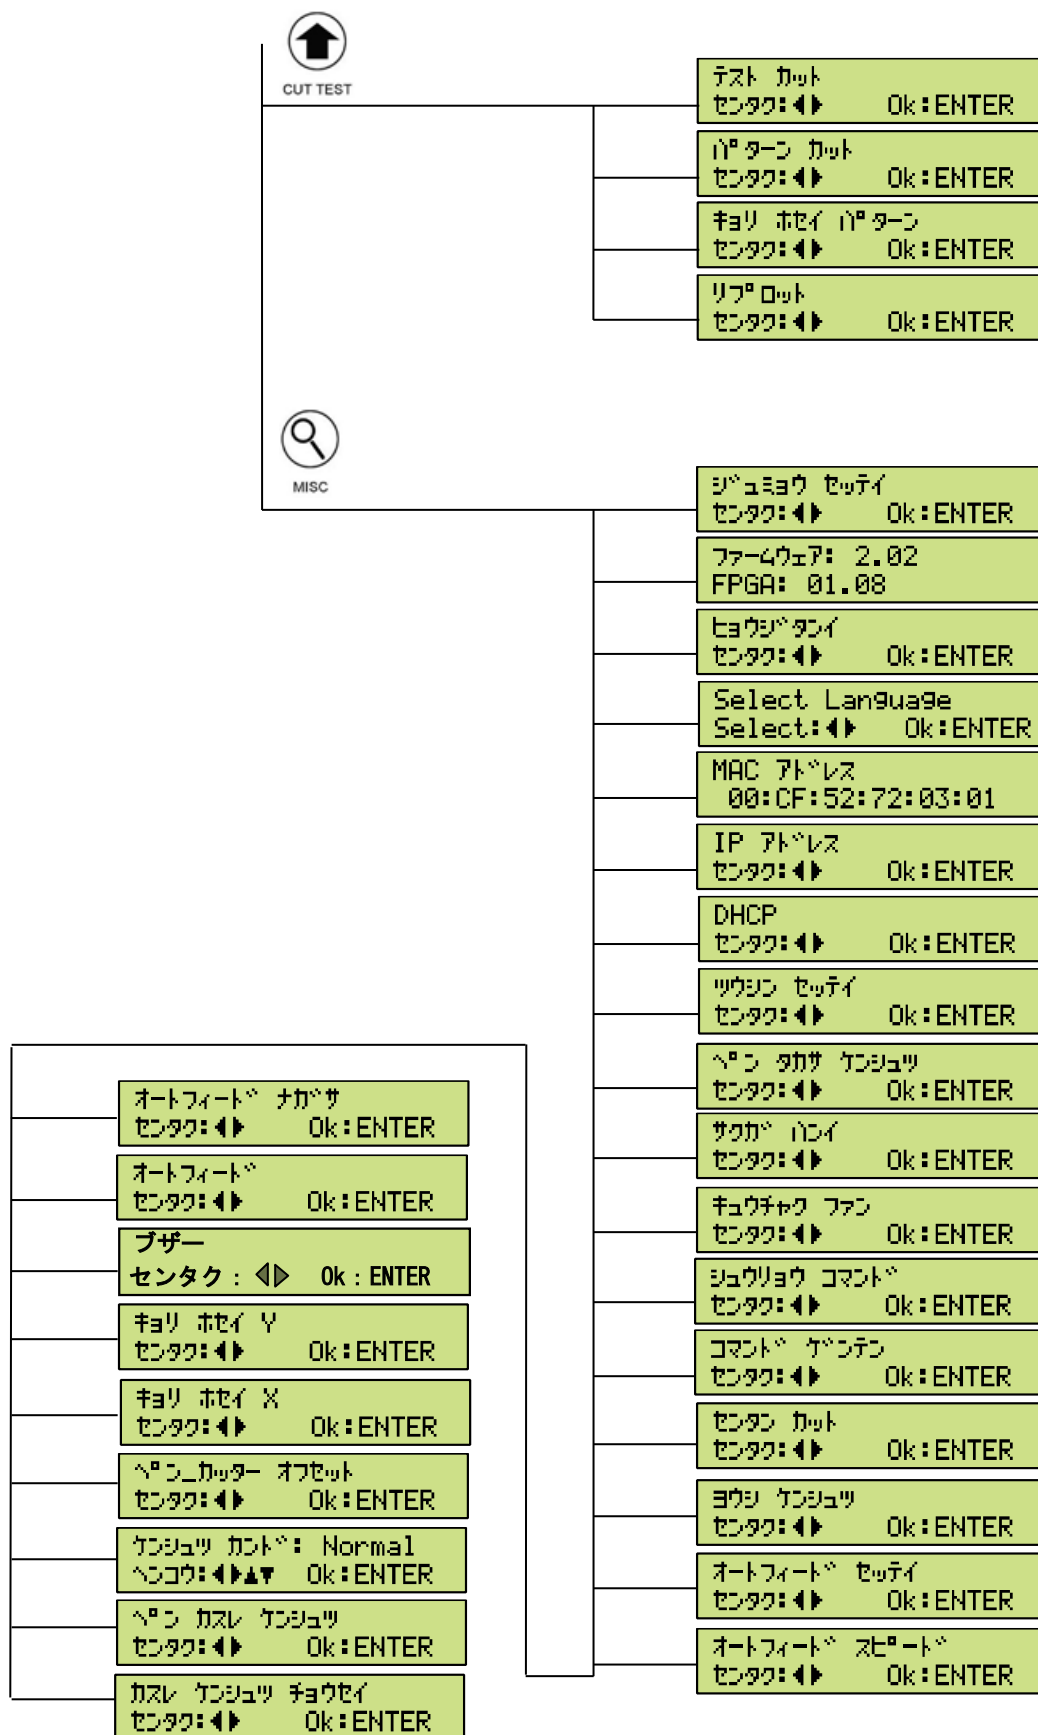 CUT TEST
テスト カット
センタク:◀▶ Ok:ENTER
パターン カット
センタク:◀▶ Ok:ENTER
キョリ ホセイ パターン
センタク:◀▶ Ok:ENTER
リプロット
センタク:◀▶ Ok:ENTER
MISC
ジュミョウ セッテイ
センタク:◀▶ Ok:ENTER
ファームウェア: 2.02
FPGA: 01.08
ヒョウジタンイ
センタク:◀▶ Ok:ENTER
Select Language
Select:◀▶ Ok:ENTER
MAC アドレス
00:CF:52:72:03:01
IP アドレス
センタク:◀▶ Ok:ENTER
DHCP
センタク:◀▶ Ok:ENTER
ツウシン セッテイ
センタク:◀▶ Ok:ENTER
ペン タカサ ケンシュツ
センタク:◀▶ Ok:ENTER
サクガ ハンイ
センタク:◀▶ Ok:ENTER
キュウチャク ファン
センタク:◀▶ Ok:ENTER
シュウリョウ コマンド
センタク:◀▶ Ok:ENTER
コマンド ゲンテン
センタク:◀▶ Ok:ENTER
センタン カット
センタク:◀▶ Ok:ENTER
ヨウシ ケンシュツ
センタク:◀▶ Ok:ENTER
オートフィード セッテイ
センタク:◀▶ Ok:ENTER
オートフィード スピード
センタク:◀▶ Ok:ENTER
オートフィード ナガサ
センタク:◀▶ Ok:ENTER
オートフィード
センタク:◀▶ Ok:ENTER
ブザー
センタク:◀▷ Ok:ENTER
キョリ ホセイ Y
センタク:◀▶ Ok:ENTER
キョリ ホセイ X
センタク:◀▶ Ok:ENTER
ペン_カッター オフセット
センタク:◀▶ Ok:ENTER
ケンシュツ カンド: Normal
ヘンコウ:◀▶▲▼ Ok:ENTER
ペン カスレ ケンシュツ
センタク:◀▶ Ok:ENTER
カスレ ケンシュツ チョウセイ
センタク:◀▶ Ok:ENTER